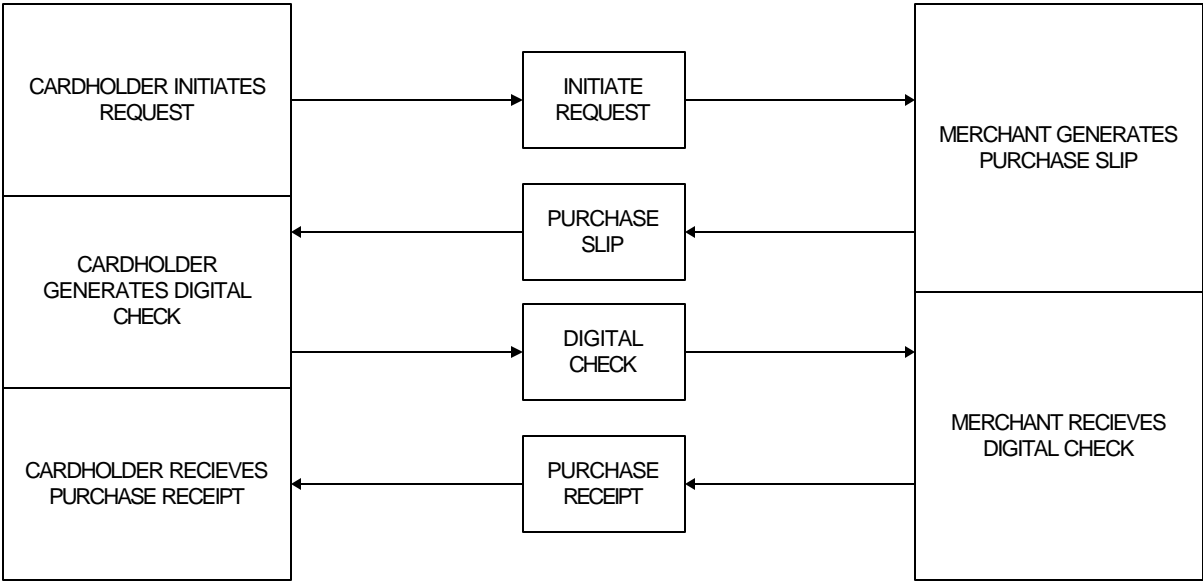 CARDHOLDER INITIATES
REQUEST
INITIATE
REQUEST
MERCHANT GENERATES
PURCHASE SLIP
PURCHASE
SLIP
CARDHOLDER
GENERATES DIGITAL
CHECK
DIGITAL
CHECK
MERCHANT RECIEVES
DIGITAL CHECK
CARDHOLDER RECIEVES
PURCHASE RECEIPT
PURCHASE
RECEIPT